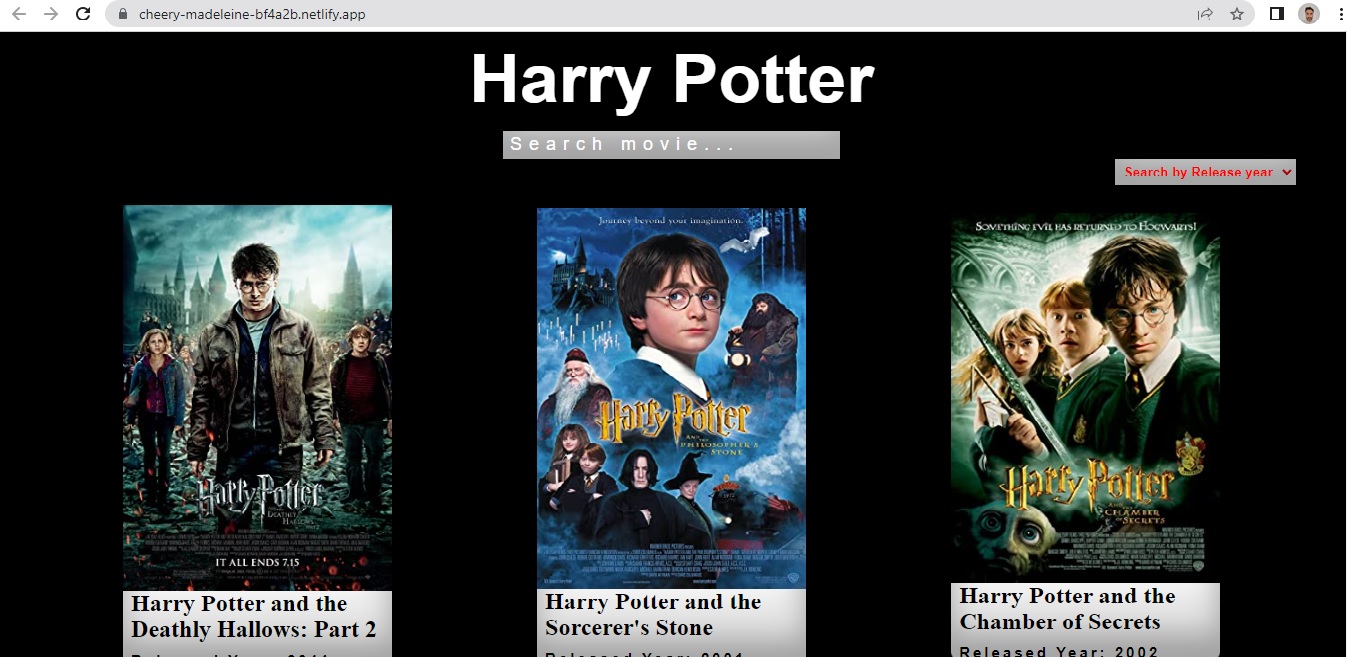 cheery-madeleine-bf4a2b.netlify.app
Harry Potter
Search movie...
Search by Release year
Harry Potter
DEATHLY
HALLOWS
IT ALL ENDS 7.15
Harry Potter and the
Deathly Hallows: Part 2
Journey beyond your imagination.
Harry Potter
AND THE
PHILOSOPHER'S
STONE
Harry Potter and the
Sorcerer's Stone
SOMETHING EVIL HAS RETURNED TO HOGWARTS!
Harry Potter
AND THE
CHAMBER
OF SECRETS
Harry Potter and the
Chamber of Secrets
Released Year: 2002